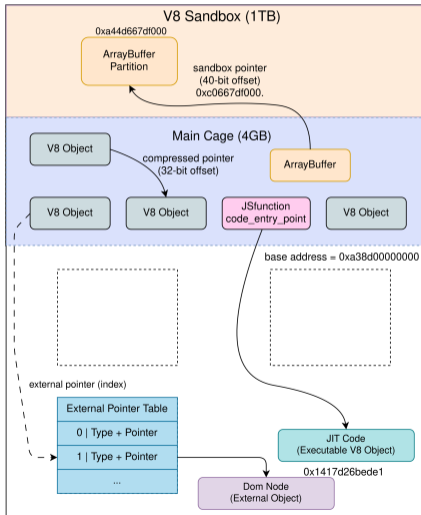 V8 Sandbox (1TB)
0xa44d667df000
ArrayBuffer
Partition
sandbox pointer
(40-bit offset)
0xc0667df000.
Main Cage (4GB)
V8 Object
compressed pointer
(32-bit offset)
ArrayBuffer
V8 Object
V8 Object
JSfunction
code_entry_point
V8 Object
base address = 0xa38d00000000
external pointer (index)
External Pointer Table
0 | Type + Pointer
1 | Type + Pointer
...
JIT Code
(Executable V8 Object)
0x1417d26bede1
Dom Node
(External Object)